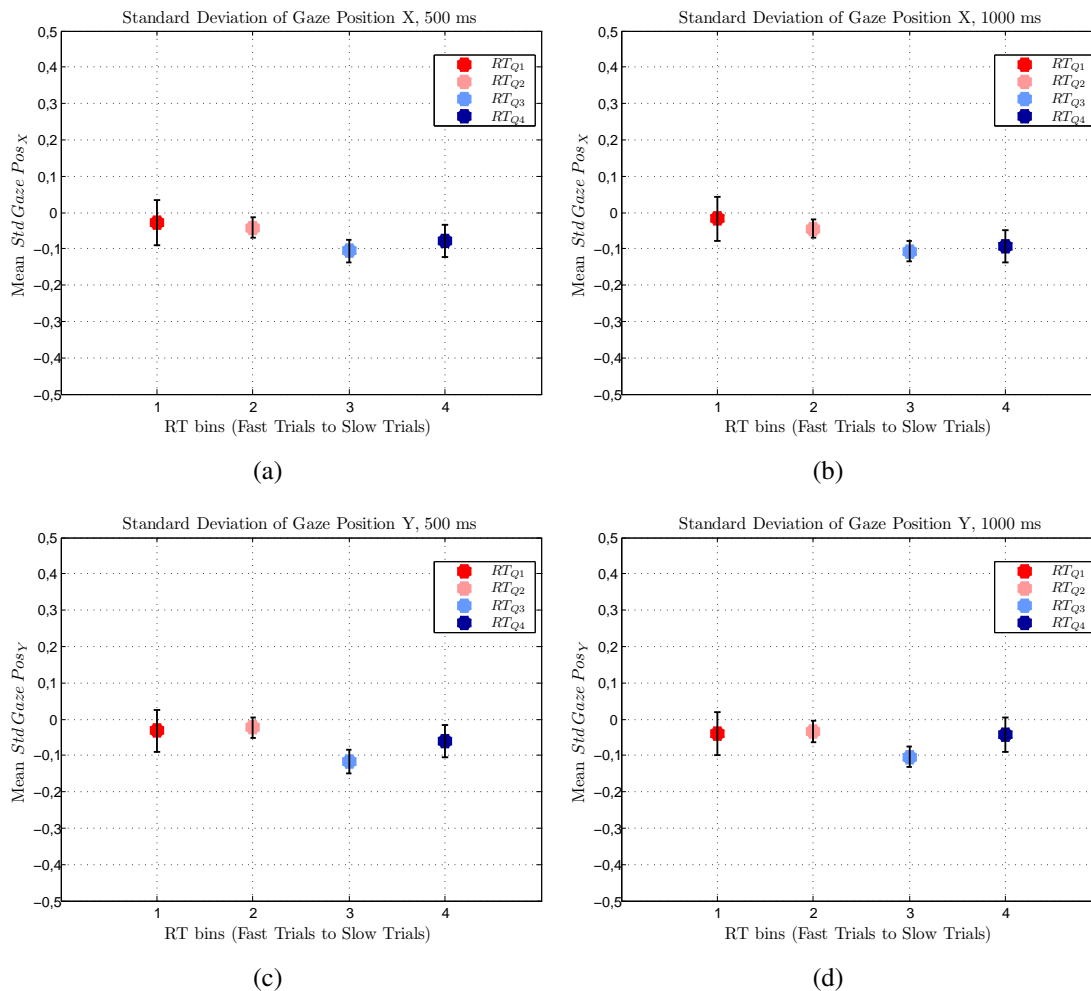 Standard Deviation of Gaze Position X, 500 ms
0,5
0,4
0,3
0,2
0,1
0
−0,1
−0,2
−0,3
−0,4
−0,5
Mean Std Gaze Pos_X
RT_Q1
RT_Q2
RT_Q3
RT_Q4
1 2 3 4
RT bins (Fast Trials to Slow Trials)
(a)
Standard Deviation of Gaze Position X, 1000 ms
0,5
0,4
0,3
0,2
0,1
0
−0,1
−0,2
−0,3
−0,4
−0,5
Mean Std Gaze Pos_X
RT_Q1
RT_Q2
RT_Q3
RT_Q4
1 2 3 4
RT bins (Fast Trials to Slow Trials)
(b)
Standard Deviation of Gaze Position Y, 500 ms
0,5
0,4
0,3
0,2
0,1
0
−0,1
−0,2
−0,3
−0,4
−0,5
Mean Std Gaze Pos_Y
RT_Q1
RT_Q2
RT_Q3
RT_Q4
1 2 3 4
RT bins (Fast Trials to Slow Trials)
(c)
Standard Deviation of Gaze Position Y, 1000 ms
0,5
0,4
0,3
0,2
0,1
0
−0,1
−0,2
−0,3
−0,4
−0,5
Mean Std Gaze Pos_Y
RT_Q1
RT_Q2
RT_Q3
RT_Q4
1 2 3 4
RT bins (Fast Trials to Slow Trials)
(d)